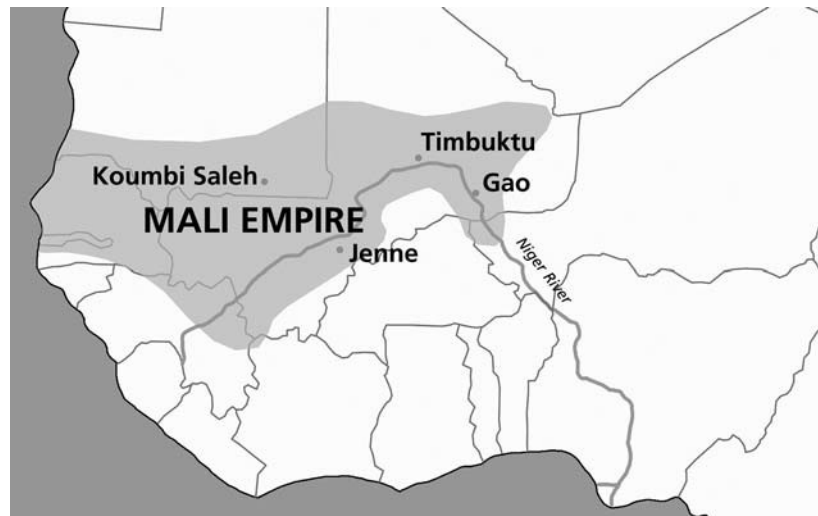 Timbuktu
Koumbi Saleh
Gao
MALI EMPIRE
Jenne
Niger River